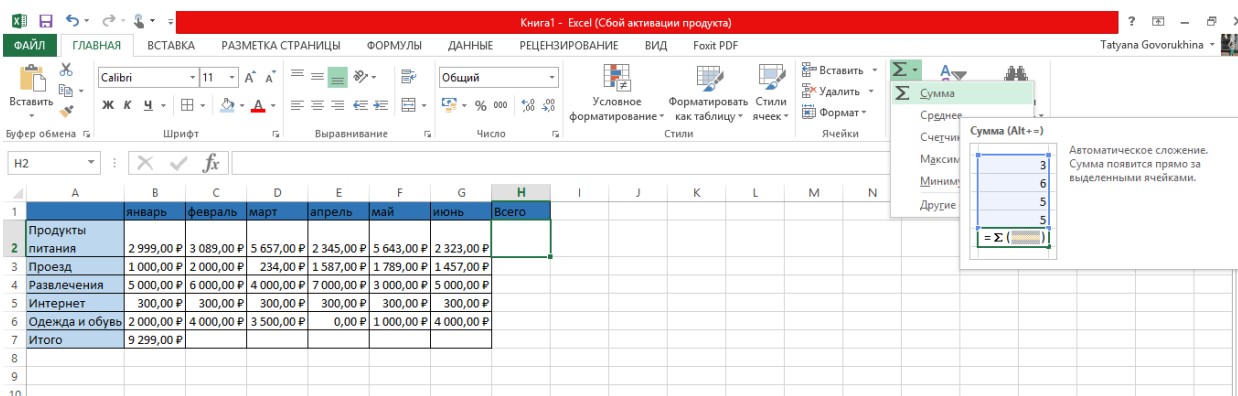 Книга1 - Excel (Сбой активации продукта)
ФАЙЛ ГЛАВНАЯ ВСТАВКА РАЗМЕТКА СТРАНИЦЫ ФОРМУЛЫ ДАННЫЕ РЕЦЕНЗИРОВАНИЕ ВИД Foxit PDF Tatyana Govorukhina
Вставить
Calibri 11
Ж К Ч
Общий
% 000
Условное форматирование
Форматировать как таблицу
Стили ячеек
Вставить
Удалить
Формат
Σ
Буфер обмена Шрифт Выравнивание Число Стили Ячейки
Σ Сумма
Среднее
Другие
Сумма (Alt+=)
Автоматическое сложение.
Сумма появится прямо за
выделенными ячейками.
3
6
5
5
= Σ ( )
H2 fx
A B C D E F G H I J K L M N
1 январь февраль март апрель май июнь Всего
2 Продукты питания 2 999,00 ₽ 3 089,00 ₽ 5 657,00 ₽ 2 345,00 ₽ 5 643,00 ₽ 2 323,00 ₽
3 Проезд 1 000,00 ₽ 2 000,00 ₽ 234,00 ₽ 1 587,00 ₽ 1 789,00 ₽ 1 457,00 ₽
4 Развлечения 5 000,00 ₽ 6 000,00 ₽ 4 000,00 ₽ 7 000,00 ₽ 3 000,00 ₽ 5 000,00 ₽
5 Интернет 300,00 ₽ 300,00 ₽ 300,00 ₽ 300,00 ₽ 300,00 ₽ 300,00 ₽
6 Одежда и обувь 2 000,00 ₽ 4 000,00 ₽ 3 500,00 ₽ 0,00 ₽ 1 000,00 ₽ 4 000,00 ₽
7 Итого 9 299,00 ₽
8
9
10